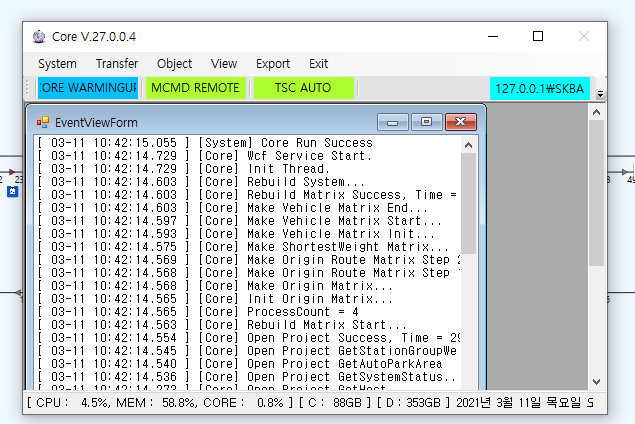 Core V.27.0.0.4
System Transfer Object View Export Exit
CORE WARMINGUP MCMD REMOTE TSC AUTO 127.0.0.1₩SKBA
EventViewForm
[ 03-11 10:42:15.055 ] [System] Core Run Success
[ 03-11 10:42:14.729 ] [Core] Wcf Service Start.
[ 03-11 10:42:14.729 ] [Core] Init Thread.
[ 03-11 10:42:14.603 ] [Core] Rebuild System...
[ 03-11 10:42:14.603 ] [Core] Rebuild Matrix Success, Time =
[ 03-11 10:42:14.603 ] [Core] Make Vehicle Matrix End...
[ 03-11 10:42:14.597 ] [Core] Make Vehicle Matrix Start...
[ 03-11 10:42:14.593 ] [Core] Make Vehicle Matrix Init...
[ 03-11 10:42:14.575 ] [Core] Make ShortestWeight Matrix...
[ 03-11 10:42:14.569 ] [Core] Make Origin Route Matrix Step 2
[ 03-11 10:42:14.568 ] [Core] Make Origin Route Matrix Step 1
[ 03-11 10:42:14.568 ] [Core] Make Origin Matrix...
[ 03-11 10:42:14.565 ] [Core] Init Origin Matrix...
[ 03-11 10:42:14.565 ] [Core] ProcessCount = 4
[ 03-11 10:42:14.563 ] [Core] Rebuild Matrix Start...
[ 03-11 10:42:14.554 ] [Core] Open Project Success, Time = 29
[ 03-11 10:42:14.545 ] [Core] Open Project GetStationGroupWe
[ 03-11 10:42:14.540 ] [Core] Open Project GetAutoParkArea
[ 03-11 10:42:14.536 ] [Core] Open Project GetSystemStatus..
[ 03-11 10:42:14.273 ] [Core] Open Project GetHost
[ CPU : 4.5%, MEM : 58.8%, CORE : 0.8% ] [ C : 88GB ] [ D : 353GB ] 2021년 3월 11일 목요일 오